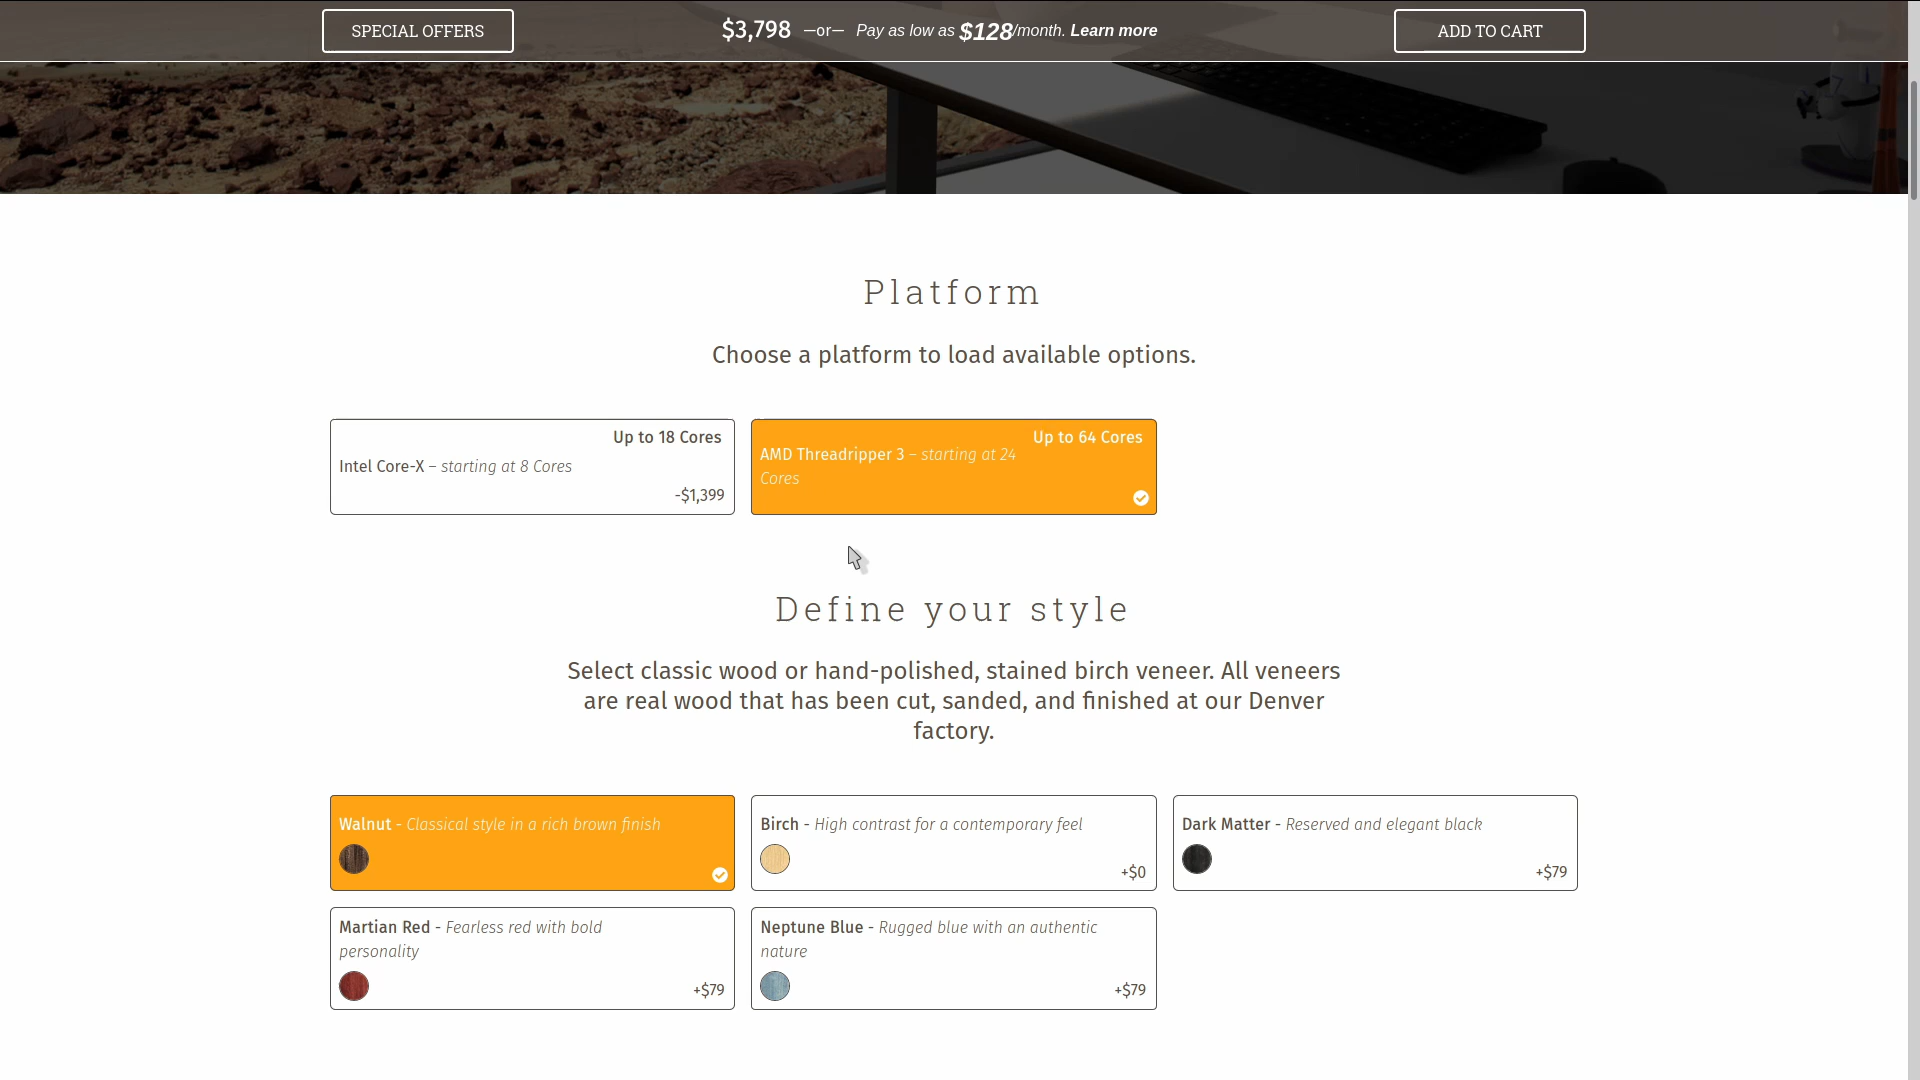 SPECIAL OFFERS
$3,798 —or— Pay as low as $128/month. Learn more
ADD TO CART
Platform
Choose a platform to load available options.
Up to 18 Cores
Intel Core-X – starting at 8 Cores
-$1,399
Up to 64 Cores
AMD Threadripper 3 – starting at 24
Cores
Define your style
Select classic wood or hand-polished, stained birch veneer. All veneers
are real wood that has been cut, sanded, and finished at our Denver
factory.
Walnut - Classical style in a rich brown finish
Birch - High contrast for a contemporary feel
+$0
Dark Matter - Reserved and elegant black
+$79
Martian Red - Fearless red with bold
personality
+$79
Neptune Blue - Rugged blue with an authentic
nature
+$79